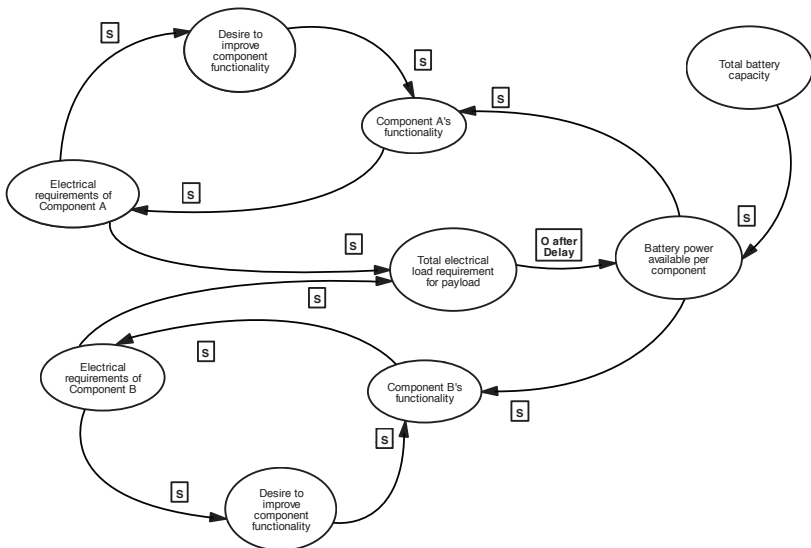 S
Desire to
improve
component
functionality
S
Total battery
capacity
S
Component A's
functionality
Electrical
requirements of
Component A
S
S
S
Total electrical
load requirement
for payload
O after
Delay
Battery power
available per
component
S
S
Electrical
requirements of
Component B
Component B's
functionality
S
S
S
Desire to
improve
component
functionality